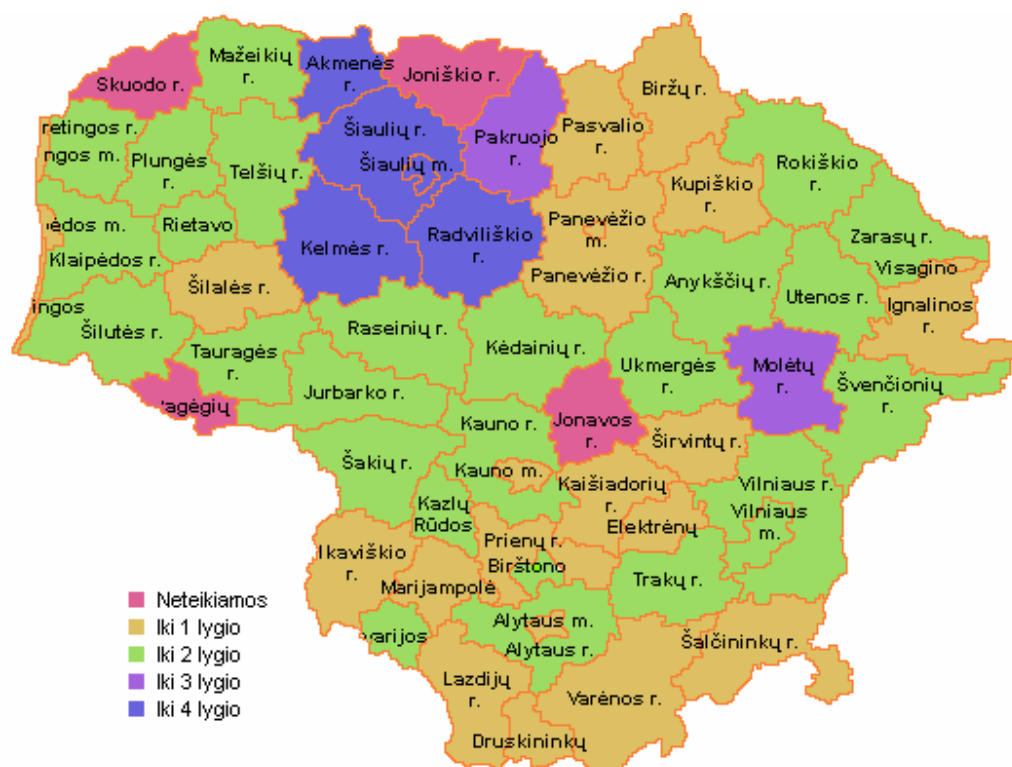 Mažeikių
r.
Akmenės
r.
Joniškio r.
Skuodo r.
Biržų r.
retingos r.
ngos m.
Plungės
r.
Telšių r.
Šiaulių r.
Šiaulių m.
Pakruojo
r.
Pasvalio
r.
Rokiškio
r.
Kupiškio
r.
ėdos m.
Rietavo
Klaipėdos r.
Kelmės r.
Radviliškio
r.
Panevėžio
m.
Panevėžio r.
Zarasų r.
Visagino
Anykščių r.
Utenos r.
Ignalinos
r.
Šilalės r.
ingos
Šilutės r.
Raseinių r.
Tauragės
r.
Kėdainių r.
Ukmergės
r.
Molėtų
r.
Švenčionių
r.
agėgių
Jurbarko r.
Kauno r.
Jonavos
r.
Širvintų r.
Šakių r.
Kauno m.
Kaišiadorių
r.
Vilniaus r.
Vilniaus
m.
Kazlų
Rūdos
Elektrėnų
lkaviškio
r.
Prienų r.
Birštono
Marijampolė
Trakų r.
varijos
Alytaus m.
Alytaus r.
Šalčininkų r.
Lazdijų
r.
Varėnos r.
Druskininkų
Neteikiamos
Iki 1 lygio
Iki 2 lygio
Iki 3 lygio
Iki 4 lygio